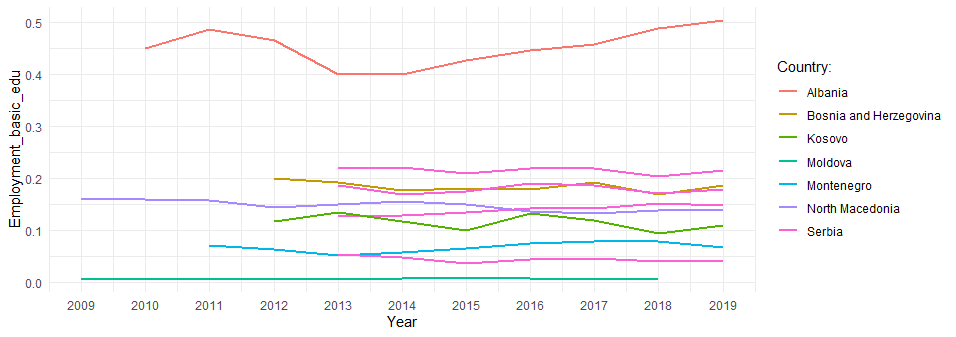 Employment_basic_edu
0.5
0.4
0.3
0.2
0.1
0.0
2009 2010 2011 2012 2013 2014 2015 2016 2017 2018 2019
Year
Country:
Albania
Bosnia and Herzegovina
Kosovo
Moldova
Montenegro
North Macedonia
Serbia